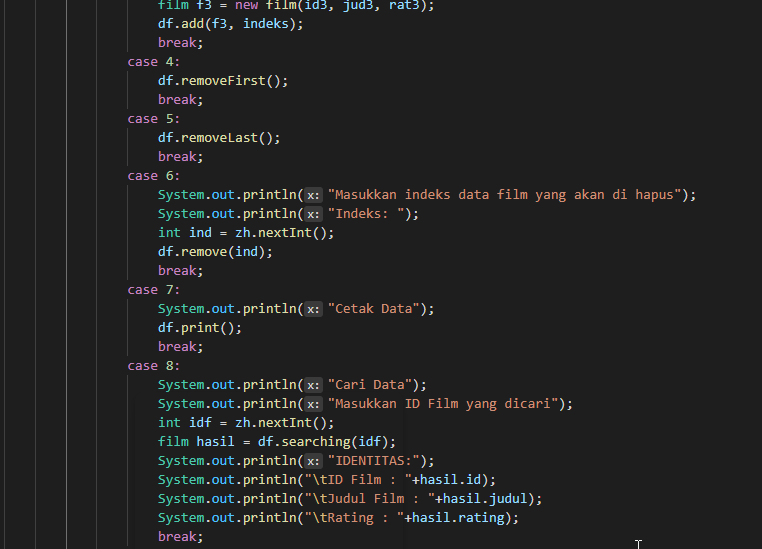 film f3 = new film(id3, jud3, rat3);
df.add(f3, indeks);
break;
case 4:
df.removeFirst();
break;
case 5:
df.removeLast();
break;
case 6:
System.out.println(x: "Masukkan indeks data film yang akan di hapus");
System.out.println(x: "Indeks: ");
int ind = zh.nextInt();
df.remove(ind);
break;
case 7:
System.out.println(x: "Cetak Data");
df.print();
break;
case 8:
System.out.println(x: "Cari Data");
System.out.println(x: "Masukkan ID Film yang dicari");
int idf = zh.nextInt();
film hasil = df.searching(idf);
System.out.println(x: "IDENTITAS:");
System.out.println("\tID Film : "+hasil.id);
System.out.println("\tJudul Film : "+hasil.judul);
System.out.println("\tRating : "+hasil.rating);
break;